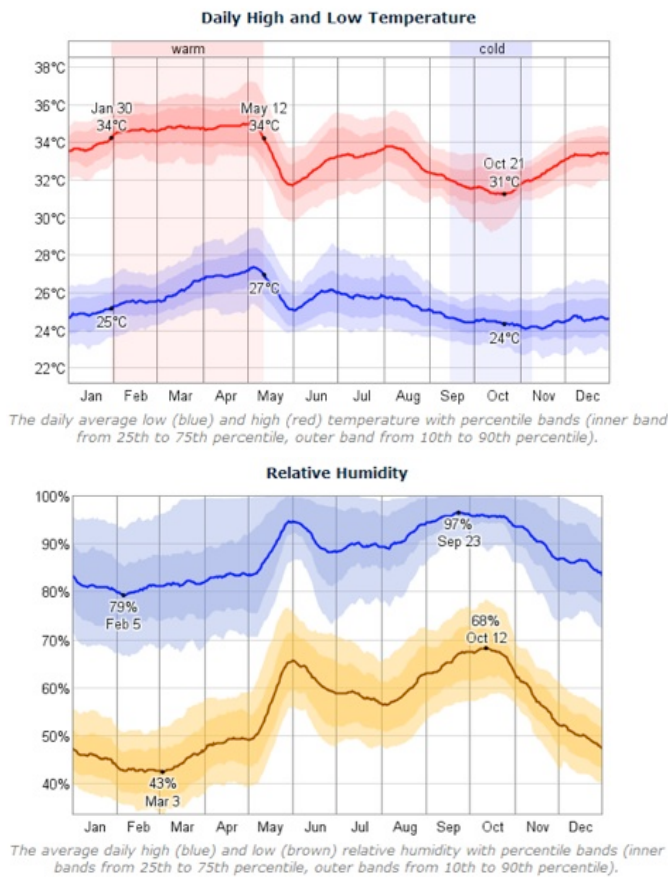 Daily High and Low Temperature
warm
cold
38°C
36°C
34°C
32°C
30°C
28°C
26°C
24°C
22°C
Jan 30
34°C
May 12
34°C
Oct 21
31°C
25°C
27°C
24°C
Jan Feb Mar Apr May Jun Jul Aug Sep Oct Nov Dec
The daily average low (blue) and high (red) temperature with percentile bands (inner band
from 25th to 75th percentile, outer band from 10th to 90th percentile).
Relative Humidity
100%
90%
80%
70%
60%
50%
40%
97%
Sep 23
79%
Feb 5
68%
Oct 12
43%
Mar 3
Jan Feb Mar Apr May Jun Jul Aug Sep Oct Nov Dec
The average daily high (blue) and low (brown) relative humidity with percentile bands (inner
bands from 25th to 75th percentile, outer bands from 10th to 90th percentile).